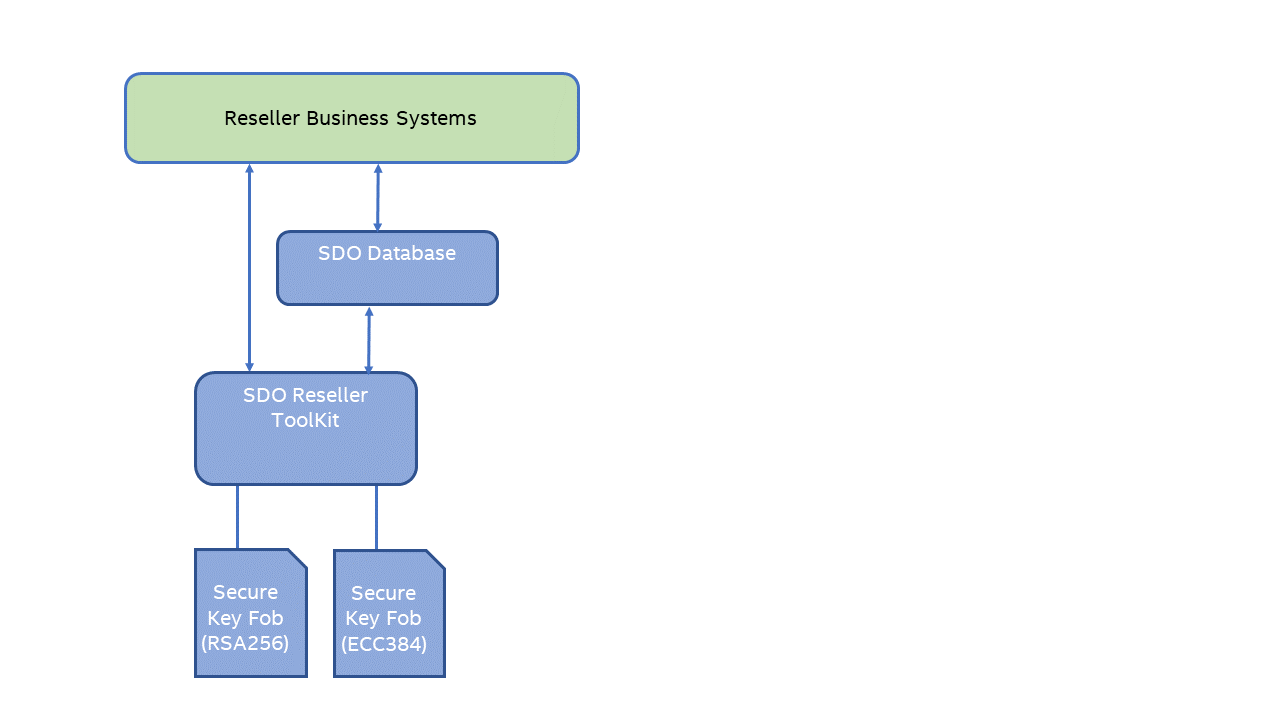 Reseller Business Systems
SDO Database
SDO Reseller
ToolKit
Secure
Key Fob
(RSA256)
Secure
Key Fob
(ECC384)